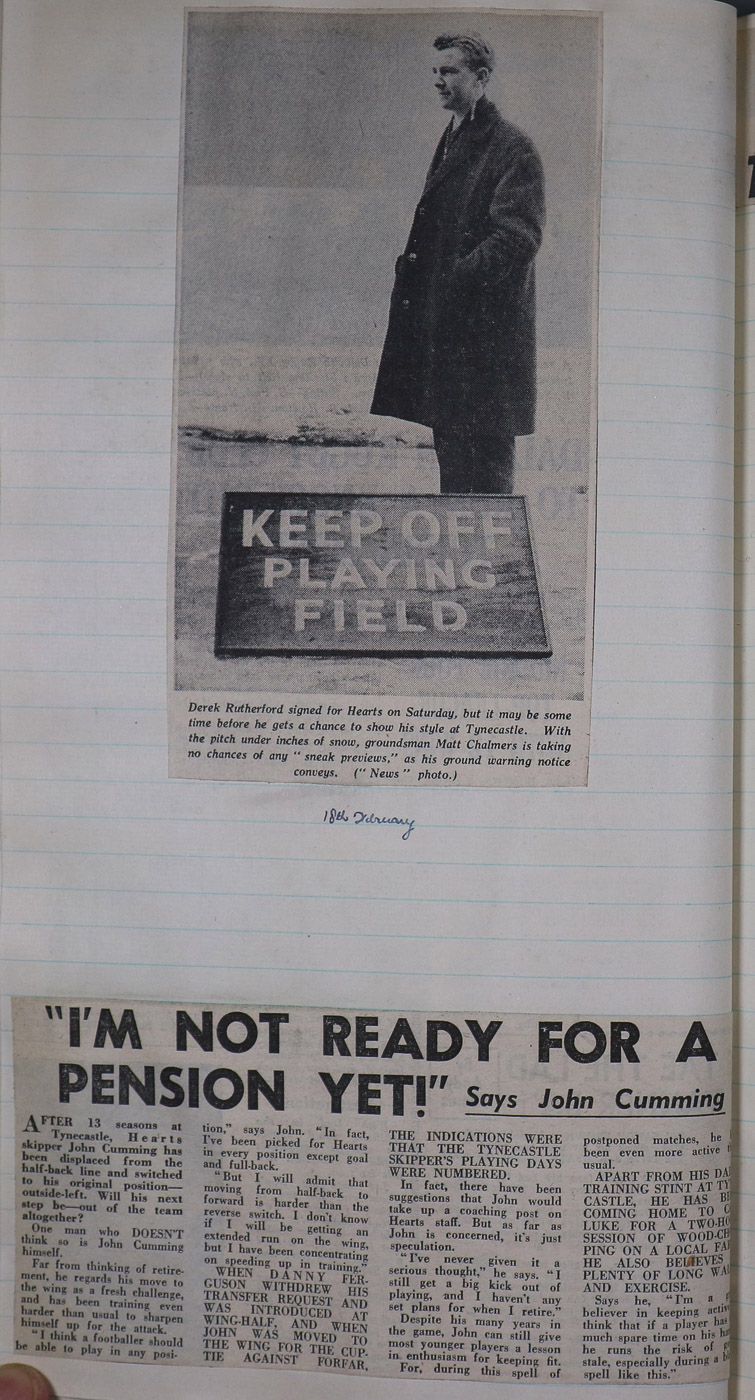 KEEP OFF
PLAYING
FIELD
Derek Rutherford signed for Hearts on Saturday, but it may be some
time before he gets a chance to show his style at Tynecastle. With
the pitch under inches of snow, groundsman Matt Chalmers is taking
no chances of any " sneak previews," as his ground warning notice
conveys. (" News " photo.)
18th February
"I'M NOT READY FOR A
PENSION YET!" Says John Cumming
AFTER 13 seasons at
Tynecastle, Hearts
skipper John Cumming has
been displaced from the
half-back line and switched
to his original position—
outside-left. Will his next
step be—out of the team
altogether?
One man who DOESN'T
think so is John Cumming
himself.
Far from thinking of retire-
ment, he regards his move to
the wing as a fresh challenge,
and has been training even
harder than usual to sharpen
himself up for the attack.
"I think a footballer should
be able to play in any posi-
tion," says John. "In fact,
I've been picked for Hearts
in every position except goal
and full-back.
"But I will admit that
moving from half-back to
forward is harder than the
reverse switch. I don't know
if I will be getting an
extended run on the wing,
but I have been concentrating
on speeding up in training."
WHEN DANNY FER-
GUSON WITHDREW HIS
TRANSFER REQUEST AND
WAS INTRODUCED AT
WING-HALF, AND WHEN
JOHN WAS MOVED TO
THE WING FOR THE CUP-
TIE AGAINST FORFAR,
THE INDICATIONS WERE
THAT THE TYNECASTLE
SKIPPER'S PLAYING DAYS
WERE NUMBERED.
In fact, there have been
suggestions that John would
take up a coaching post on
Hearts staff. But as far as
John is concerned, it's just
speculation.
"I've never given it a
serious thought," he says. "I
still get a big kick out of
playing, and I haven't any
set plans for when I retire."
Despite his many years in
the game, John can still give
most younger players a lesson
in enthusiasm for keeping fit.
For, during this spell of
postponed matches, he
been even more active
usual.
APART FROM HIS
TRAINING STINT AT
CASTLE, HE HAS
COMING HOME TO
LUKE FOR A
SESSION OF
PING ON A LOCAL
HE ALSO BELIEVES
PLENTY OF LONG
AND EXERCISE.
Says he, "I'm a
believer in keeping
think that if a player has
much spare time on his
he runs the risk of
stale, especially during a
spell like this."